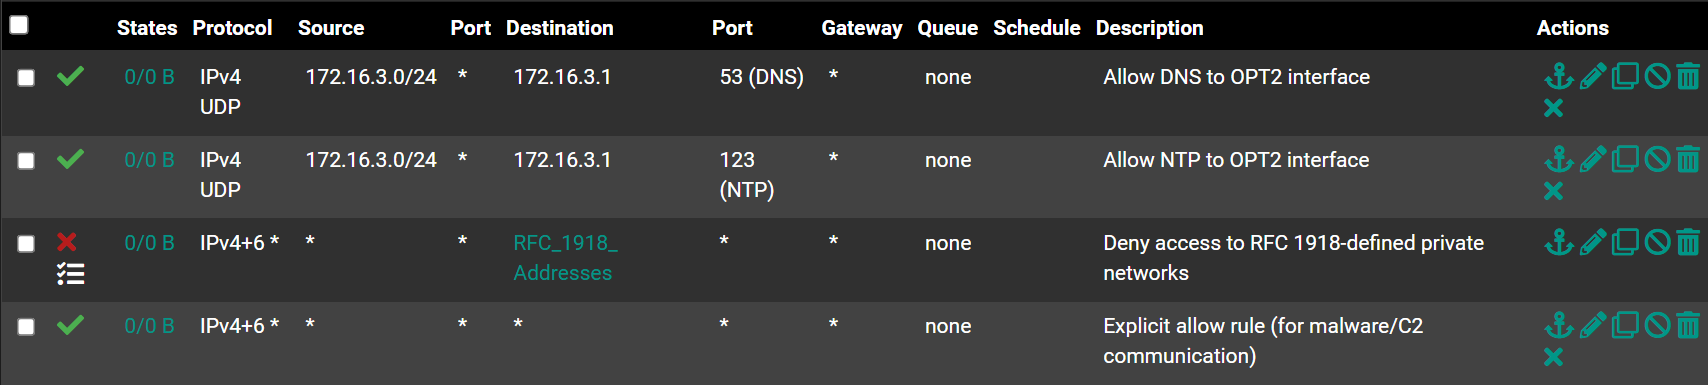 States Protocol Source Port Destination Port Gateway Queue Schedule Description Actions
0/0 B IPv4 172.16.3.0/24 * 172.16.3.1 53 (DNS) * none Allow DNS to OPT2 interface
UDP
0/0 B IPv4 172.16.3.0/24 * 172.16.3.1 123 * none Allow NTP to OPT2 interface
UDP (NTP)
0/0 B IPv4+6 * * * RFC_1918_ * * none Deny access to RFC 1918-defined private
Addresses networks
0/0 B IPv4+6 * * * * * * none Explicit allow rule (for malware/C2
communication)